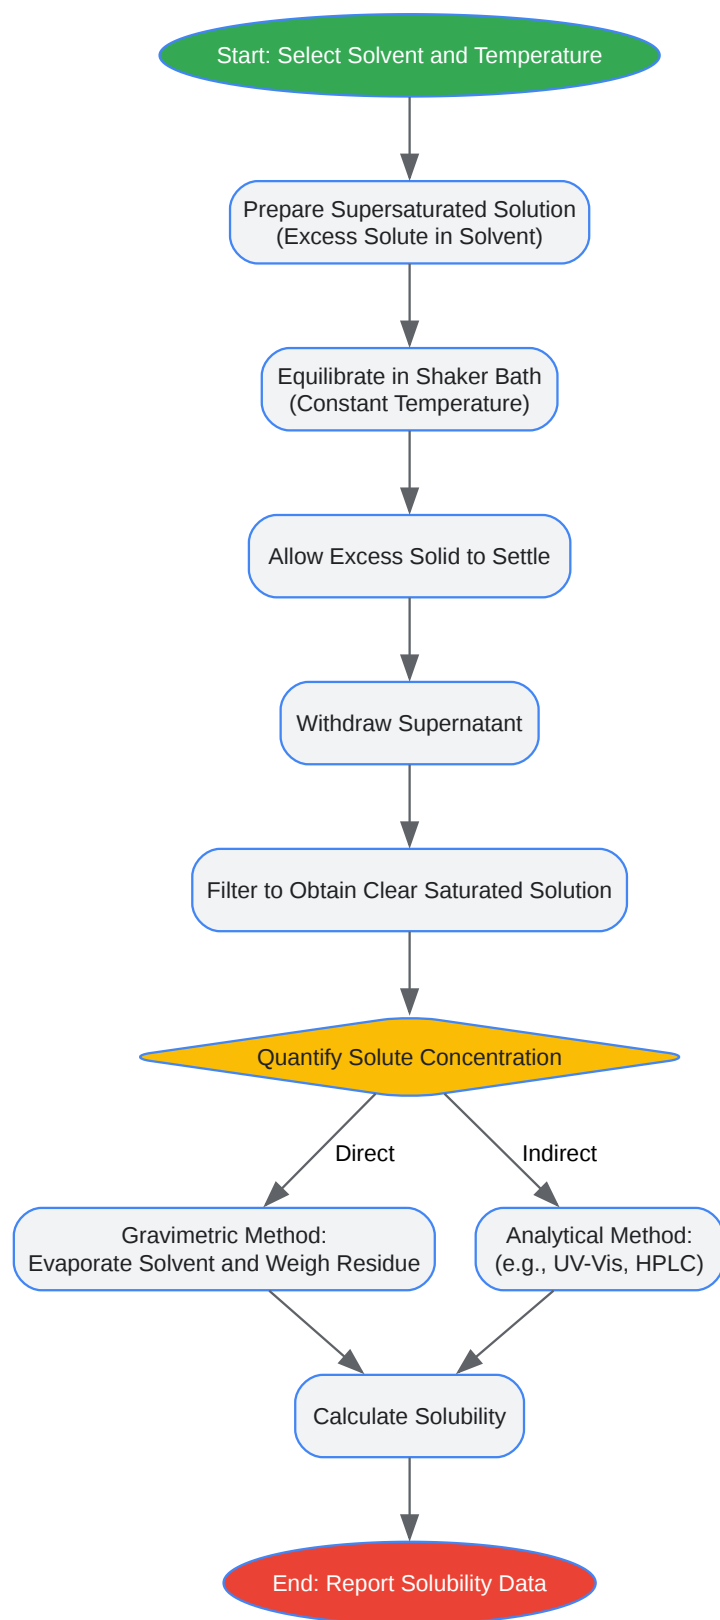 Start: Select Solvent and Temperature
Prepare Supersaturated Solution
(Excess Solute in Solvent)
Equilibrate in Shaker Bath
(Constant Temperature)
Allow Excess Solid to Settle
Withdraw Supernatant
Filter to Obtain Clear Saturated Solution
Quantify Solute Concentration
Direct
Indirect
Gravimetric Method:
Evaporate Solvent and Weigh Residue
Analytical Method:
(e.g., UV-Vis, HPLC)
Calculate Solubility
End: Report Solubility Data